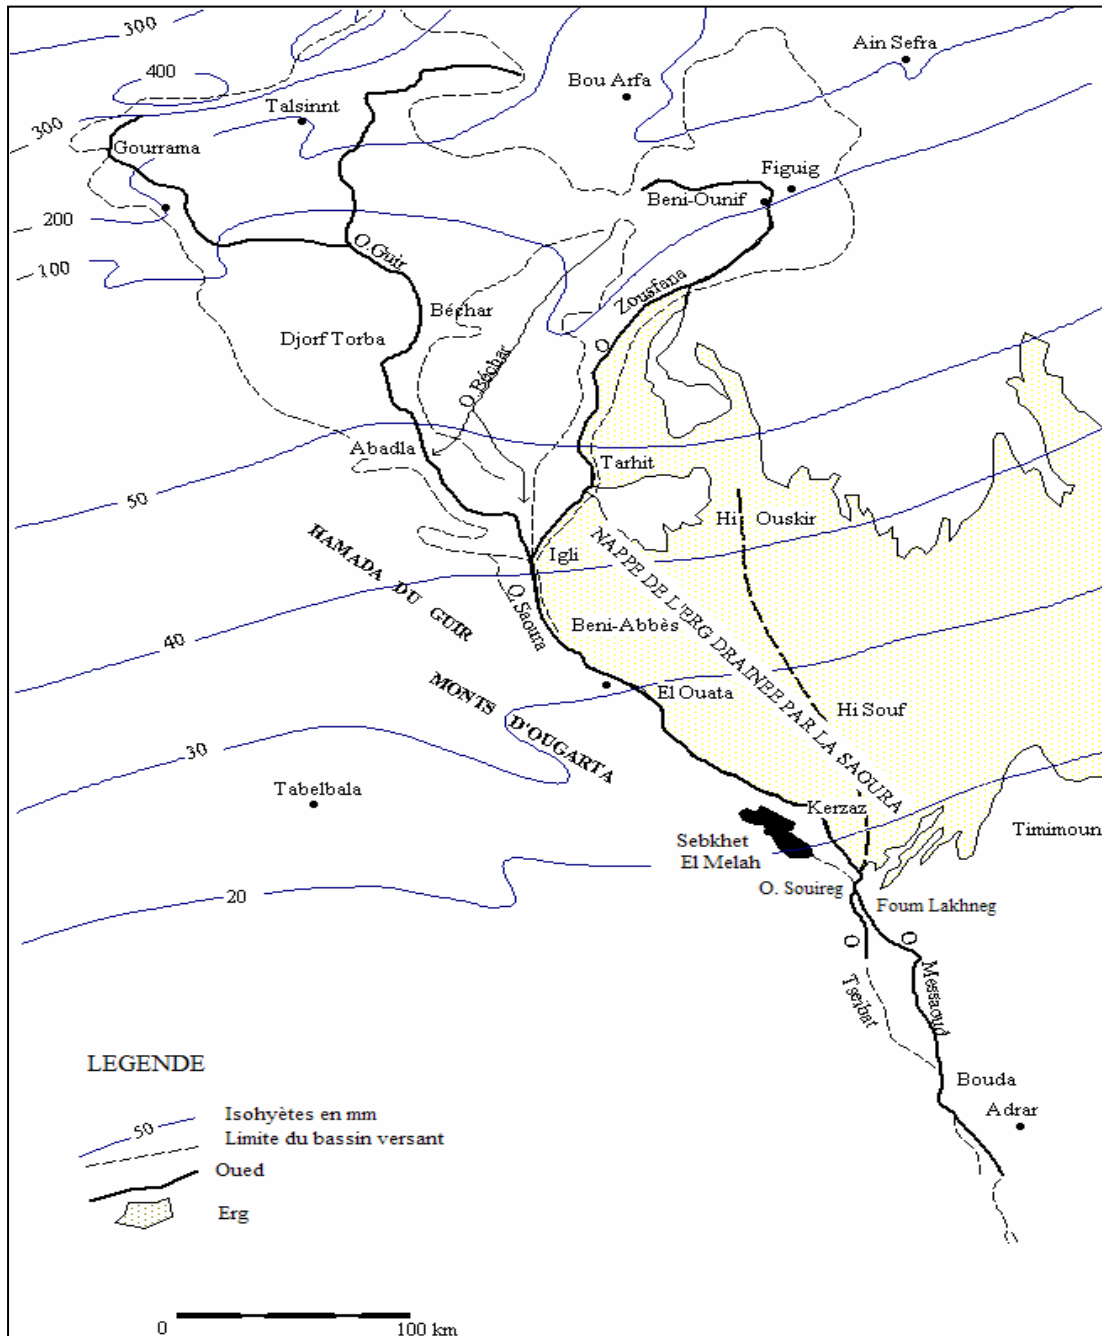 300
Ain Sefra
400
Bou Arfa
Talsinnt
300
Gourrama
Figuig
Beni-Ounif
200
100
O.Guir
Zousfana
Béchar
Djorf Torba
O
O.Béchar
Abadla
Tarhit
50
Hi Ouskir
HAMADA DU GUIR
NAPPE DE L'ERG DRAINEE PAR LA SAOURA
Igli
O.Saoura
Beni-Abbès
40
MONTS D'OUGARTA
El Ouata
Hi Souf
30
Tabelbala
Kerzaz
Timimoun
Sebkhet
El Melah
20
O. Souireg
Foum Lakhneg
O
O
Messaoud
Tseibat
Bouda
Adrar
LEGENDE
50
Isohyètes en mm
Limite du bassin versant
Oued
Erg
0
100 km